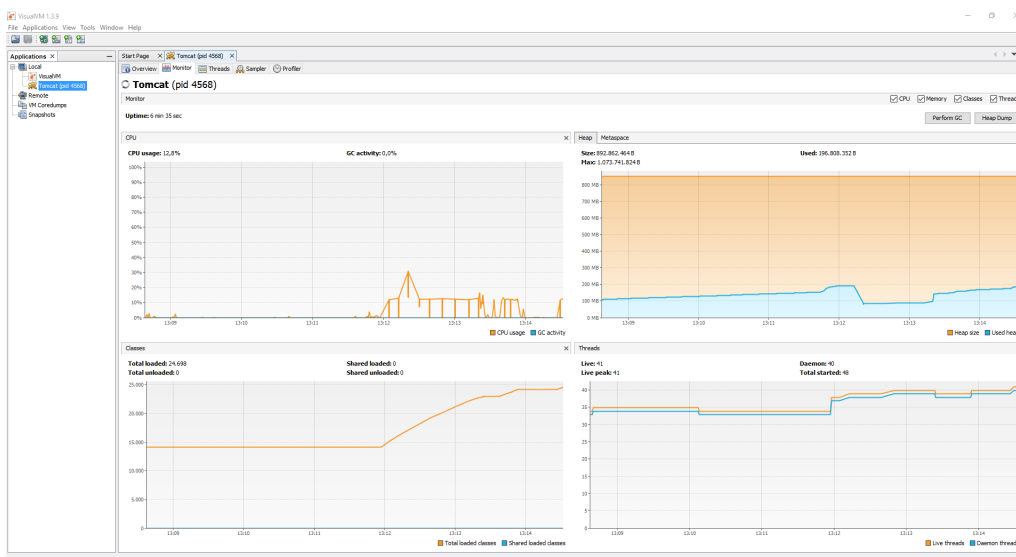 VisualVM 1.3.9
File Applications View Tools Window Help
Applications ×
Local
VisualVM
Tomcat (pid 4568)
Remote
VM Coredumps
Snapshots
Start Page × Tomcat (pid 4568) ×
Overview Monitor Threads Sampler Profiler
Tomcat (pid 4568)
Monitor CPU Memory Classes Thread
Uptime: 6 min 35 sec Perform GC Heap Dump
CPU ×
CPU usage: 12,8% GC activity: 0,0%
100%
90%
80%
70%
60%
50%
40%
30%
20%
10%
0%
13:09 13:10 13:11 13:12 13:13 13:14
CPU usage GC activity
Heap Metaspace
Size: 892.862.464 B Used: 196.808.352 B
Max: 1.073.741.824 B
800 MB
700 MB
600 MB
500 MB
400 MB
300 MB
200 MB
100 MB
0 MB
13:09 13:10 13:11 13:12 13:13 13:14
Heap size Used hea
Classes ×
Total loaded: 24.698 Shared loaded: 0
Total unloaded: 0 Shared unloaded: 0
25.000
20.000
15.000
10.000
5.000
0
13:09 13:10 13:11 13:12 13:13 13:14
Total loaded classes Shared loaded classes
Threads
Live: 41 Daemon: 40
Live peak: 41 Total started: 48
40
35
30
25
20
15
10
5
0
13:09 13:10 13:11 13:12 13:13 13:14
Live threads Daemon thread